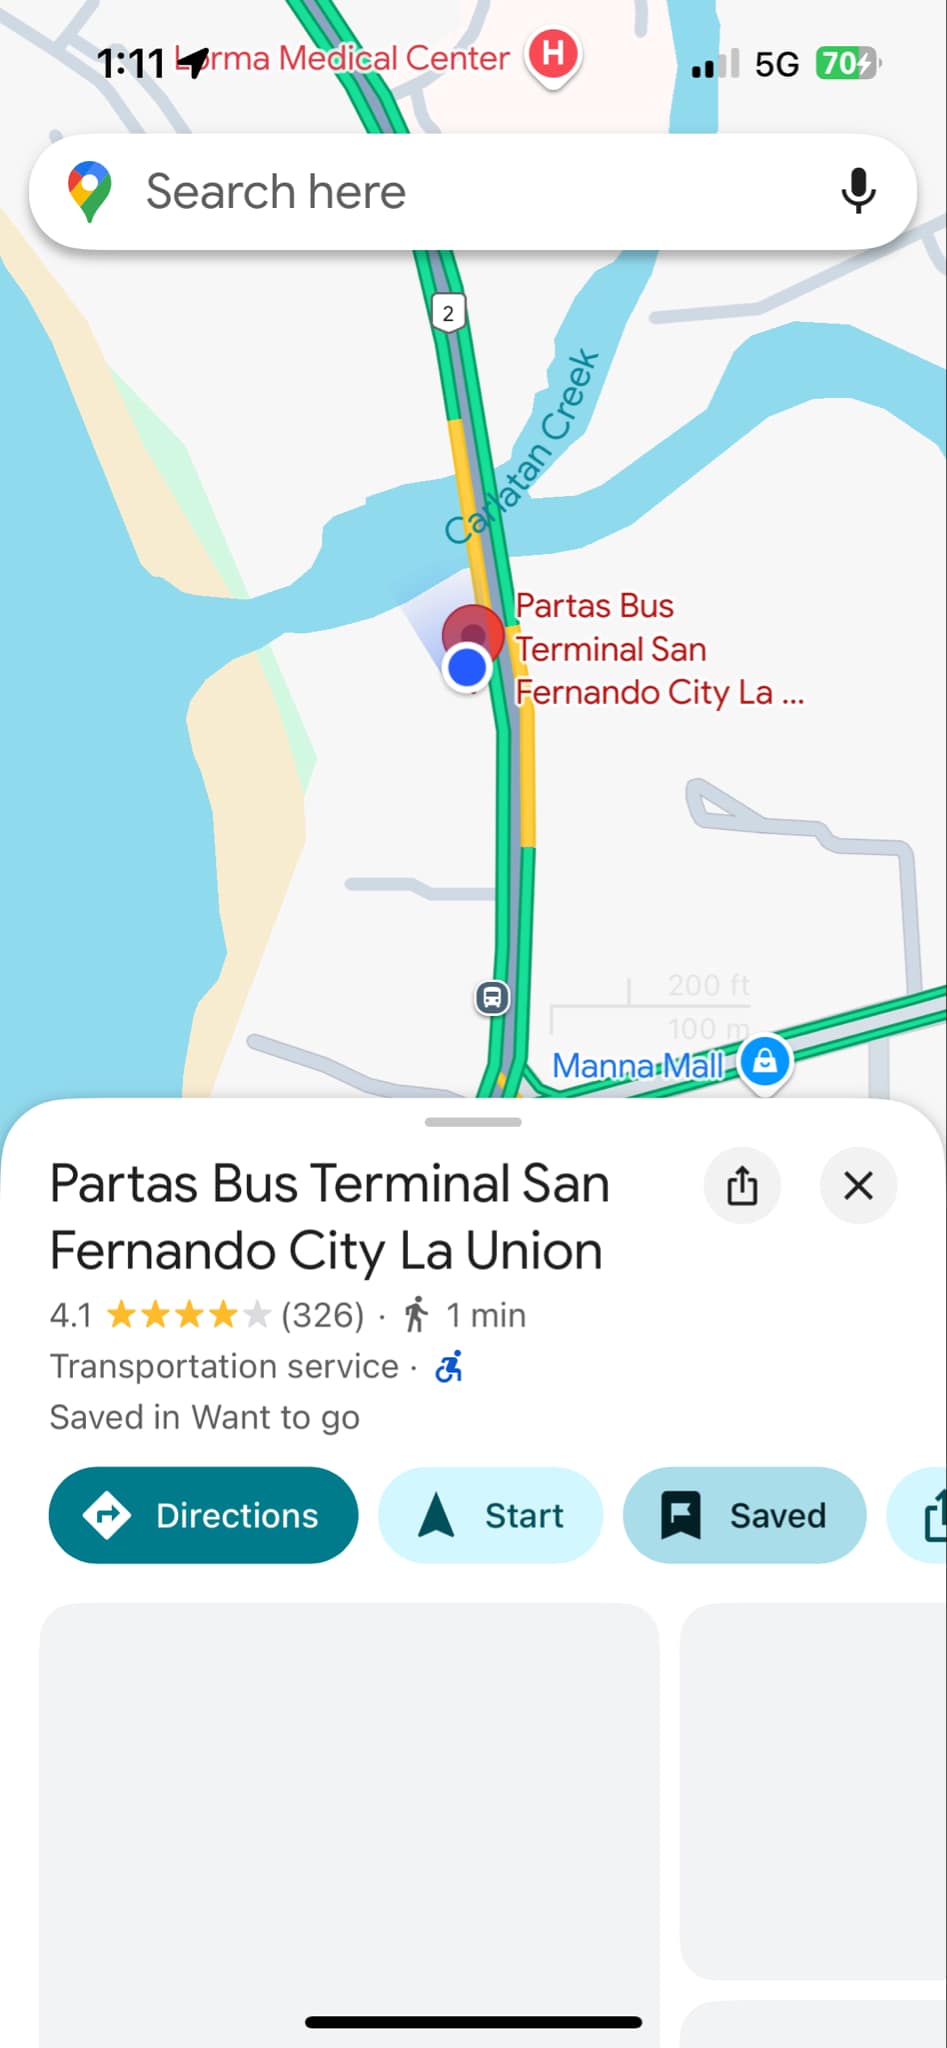 1:11
Lorma Medical Center
H
5G
70
Search here
2
Carlatan Creek
Partas Bus
Terminal San
Fernando City La ...
200 ft
100 m
Manna Mall
Partas Bus Terminal San
Fernando City La Union
4.1 (326) · 1 min
Transportation service ·
Saved in Want to go
Directions
Start
Saved